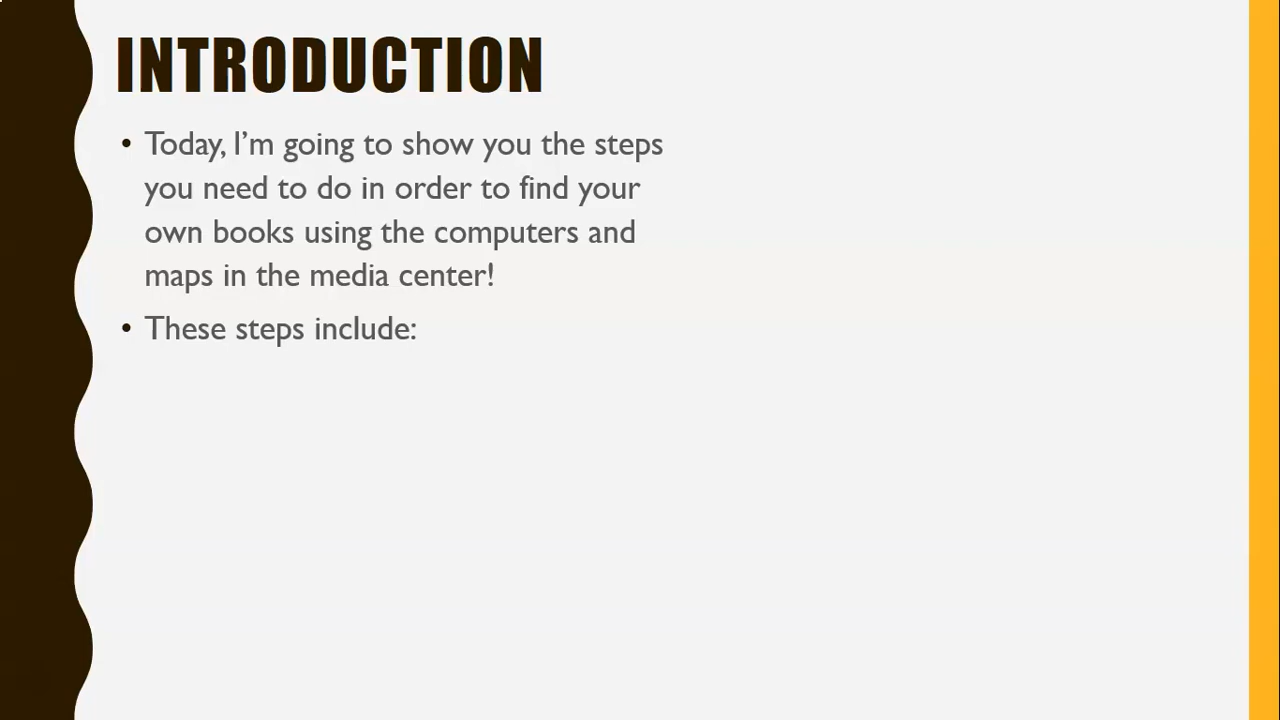 INTRODUCTION
• Today, I’m going to show you the steps
you need to do in order to find your
own books using the computers and
maps in the media center!
• These steps include: